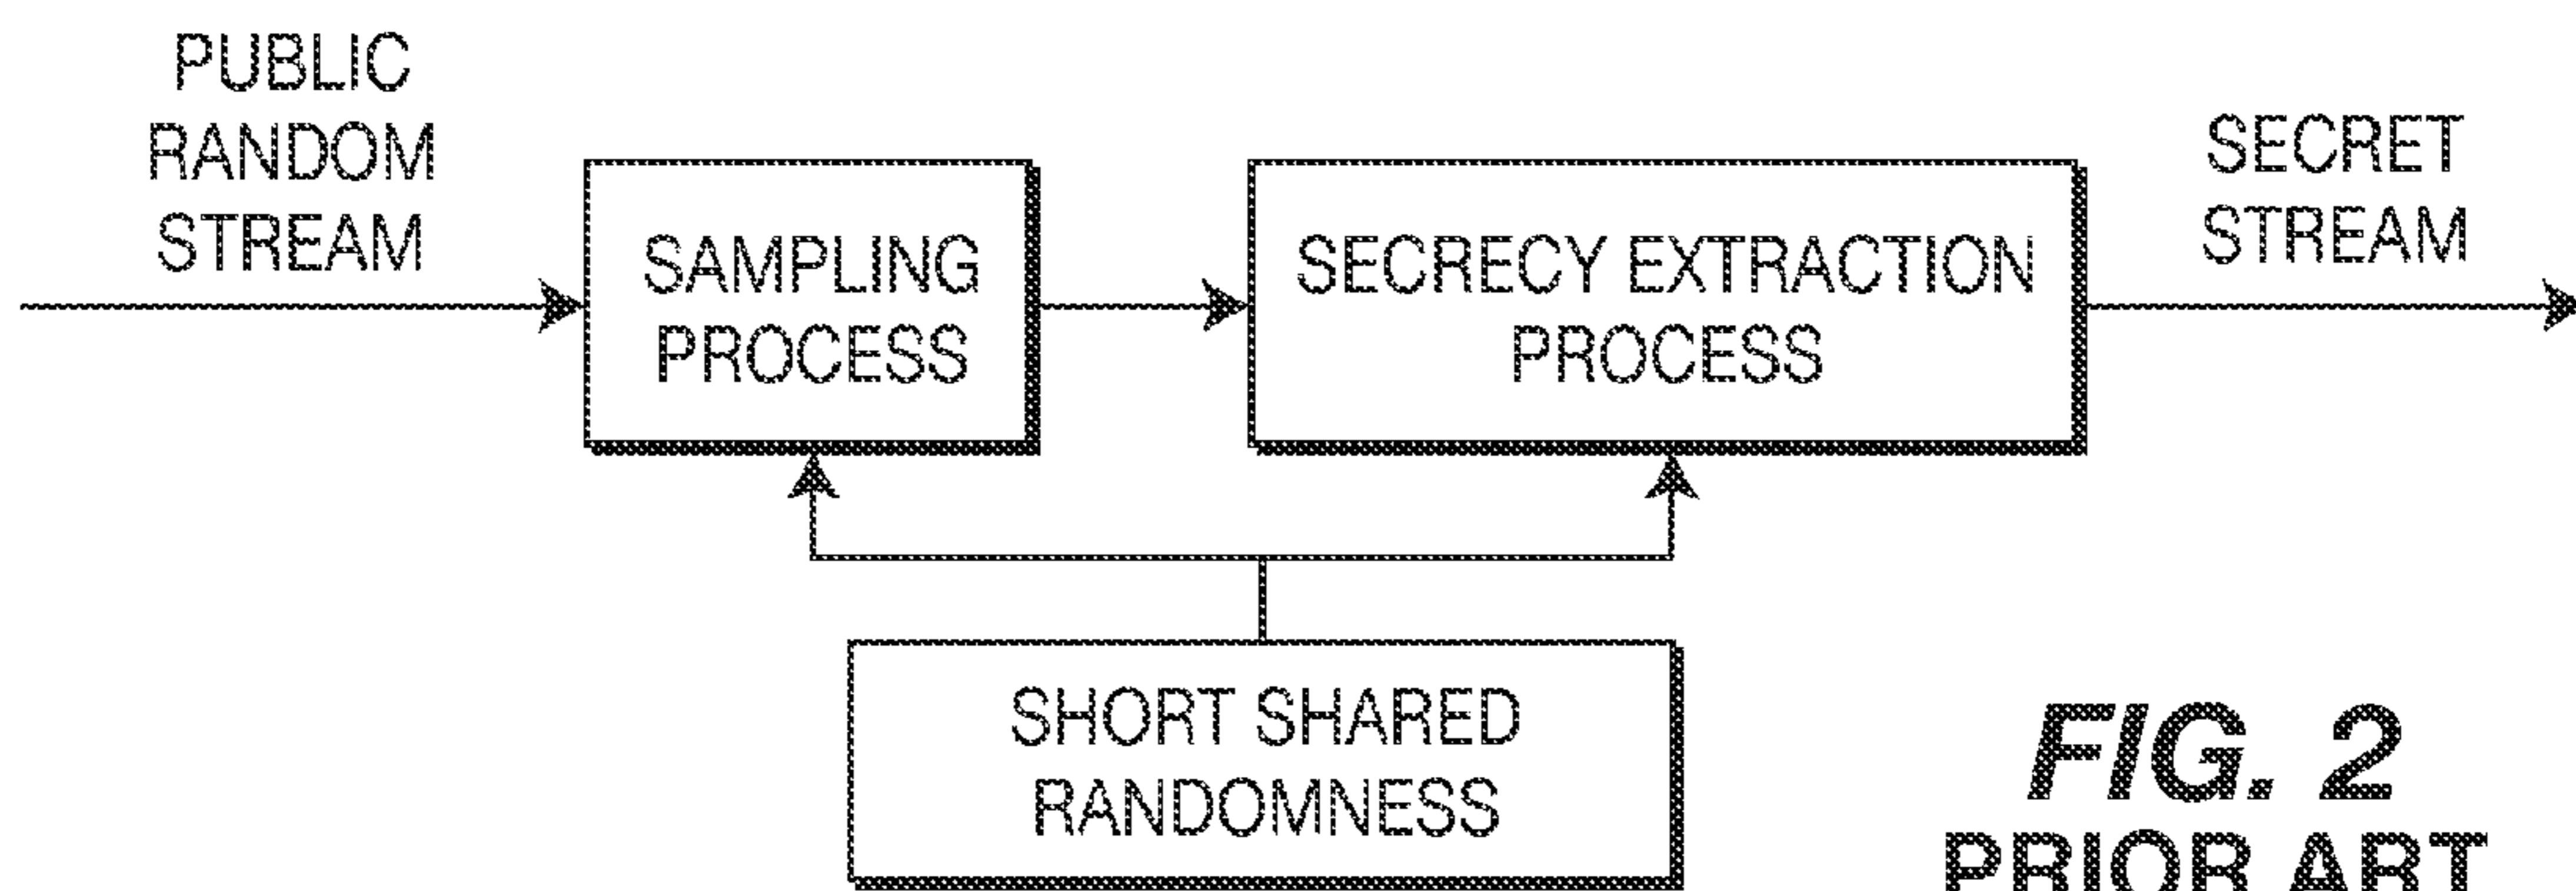 PUBLIC
RANDOM
STREAM
SAMPLING
PROCESS
SECRECY EXTRACTION
PROCESS
SECRET
STREAM
SHORT SHARED
RANDOMNESS
FIG. 2
PRIOR ART